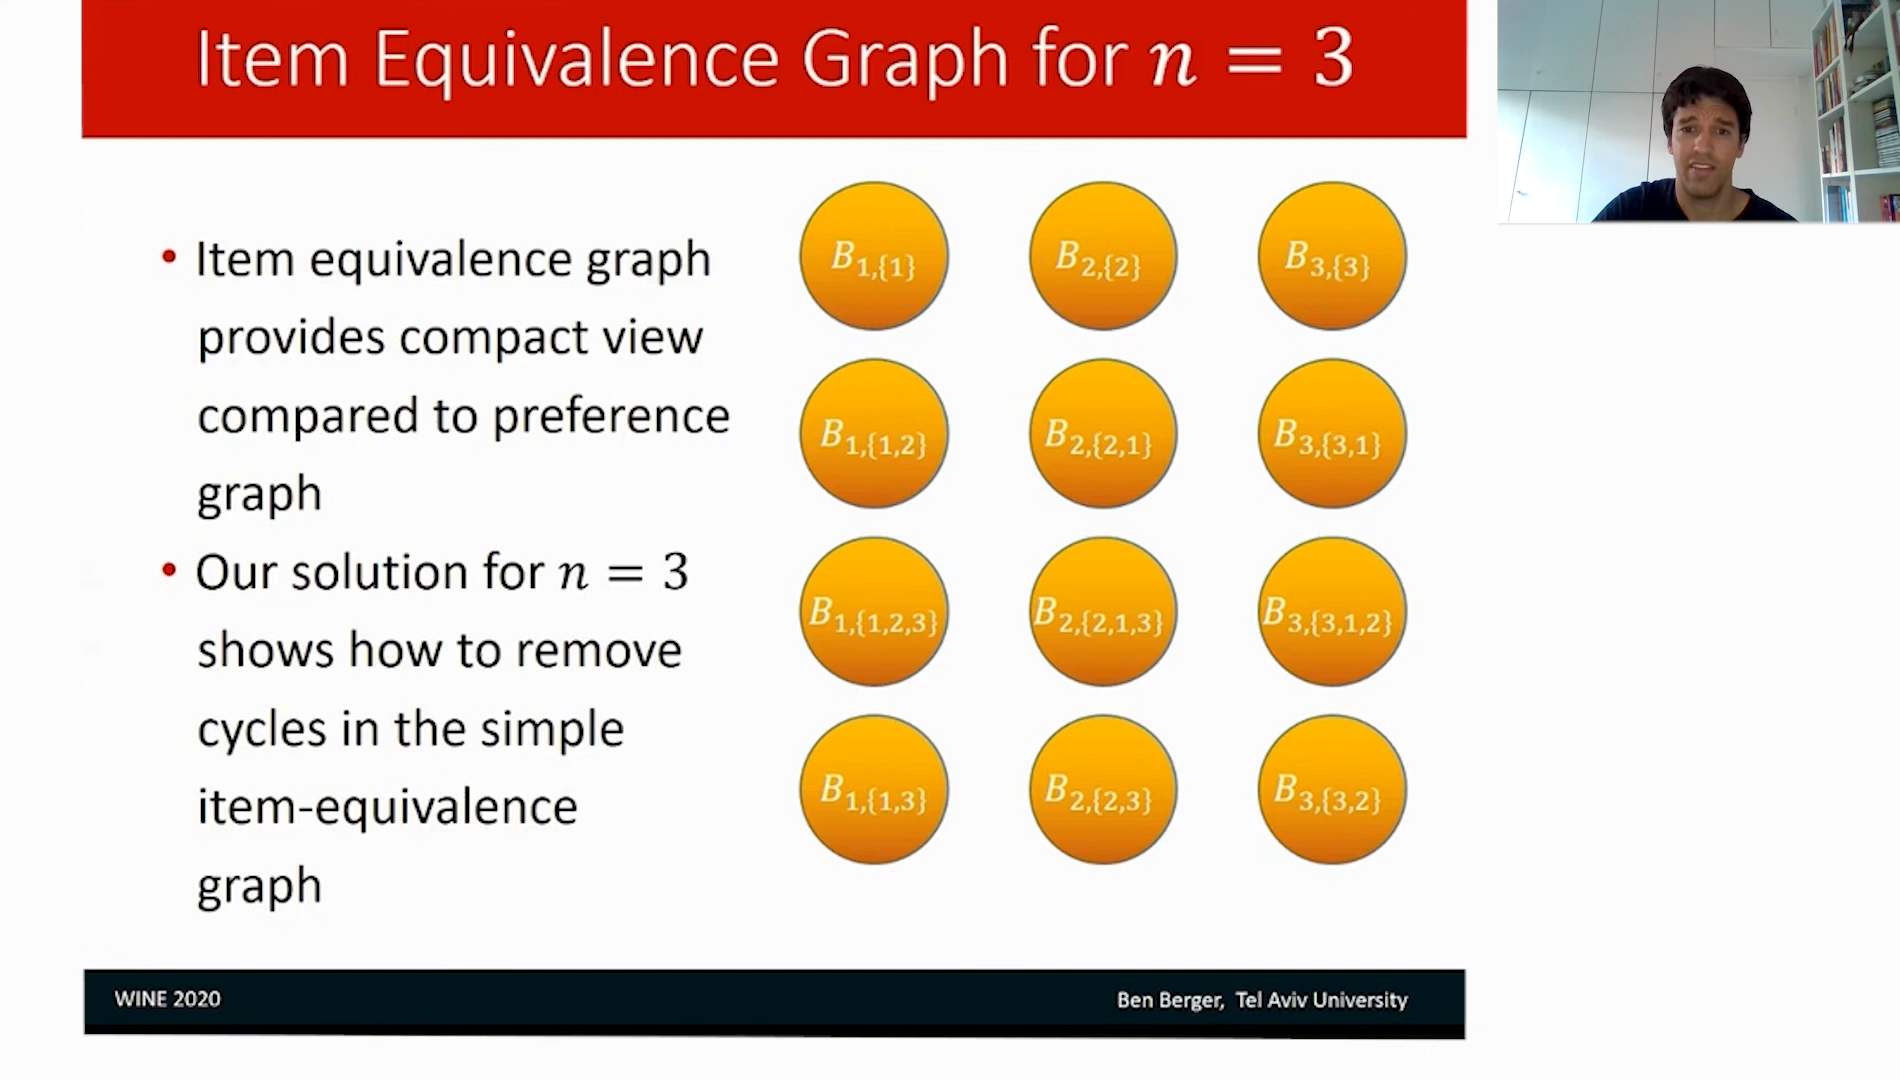 Item Equivalence Graph for n = 3
• Item equivalence graph
provides compact view
compared to preference
graph
• Our solution for n = 3
shows how to remove
cycles in the simple
item-equivalence
graph
B1,{1} B2,{2} B3,{3}
B1,{1,2} B2,{2,1} B3,{3,1}
B1,{1,2,3} B2,{2,1,3} B3,{3,1,2}
B1,{1,3} B2,{2,3} B3,{3,2}
WINE 2020
Ben Berger, Tel Aviv University